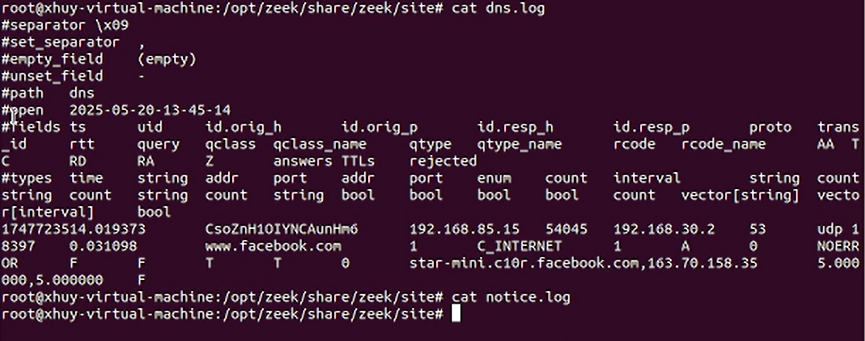 root@xhuy-virtual-machine:/opt/zeek/share/zeek/site# cat dns.log
#separator \x09
#set_separator ,
#empty_field (empty)
#unset_field -
#path dns
#open 2025-05-20-13-45-14
#fields ts uid id.orig_h id.orig_p id.resp_h id.resp_p proto trans
_id rtt query qclass qclass_name qtype qtype_name rcode rcode_name AA T
C RD RA Z answers TTLs rejected
#types time string addr port addr port enum count interval string count
string count string count string bool bool bool bool count vector[string] vecto
r[interval] bool
1747723514.019373 CsoZnH1OIYNCAunHm6 192.168.85.15 54045 192.168.30.2 53 udp 1
8397 0.031098 www.facebook.com 1 C_INTERNET 1 A 0 NOERR
OR F F T T 0 star-mini.c10r.facebook.com,163.70.158.35 5.000
000,5.000000 F
root@xhuy-virtual-machine:/opt/zeek/share/zeek/site# cat notice.log
root@xhuy-virtual-machine:/opt/zeek/share/zeek/site#